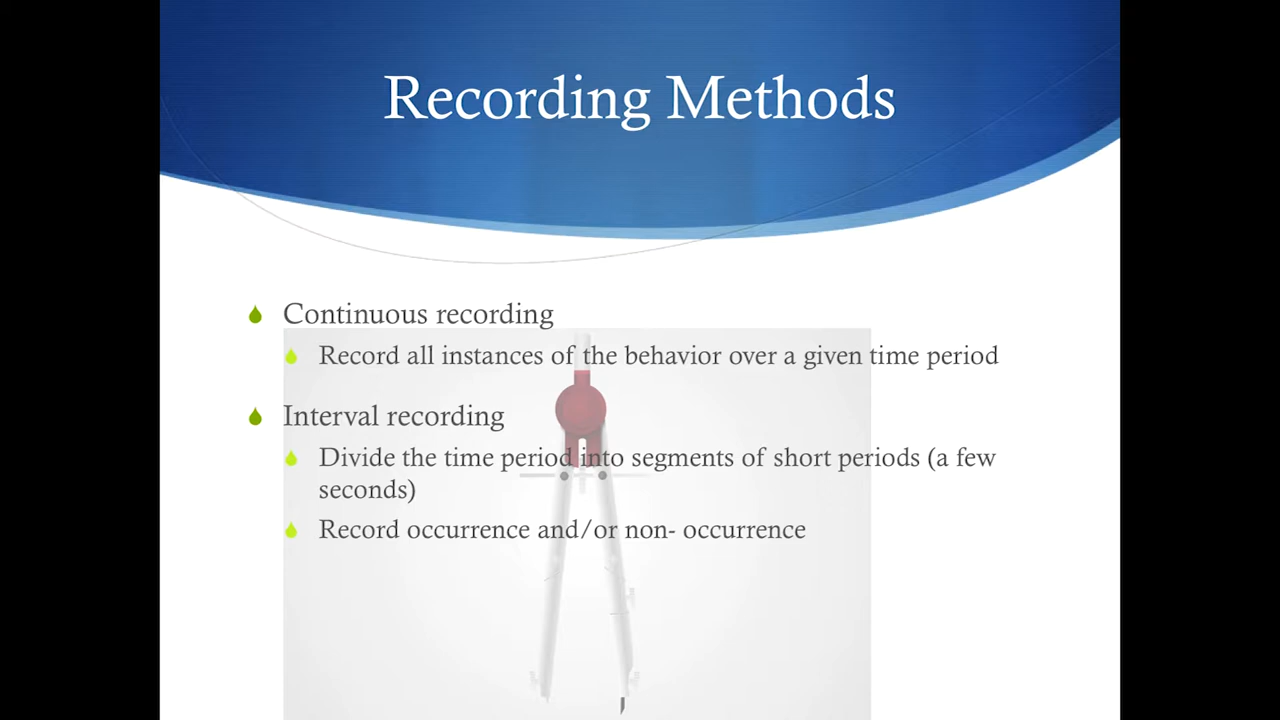 Recording Methods
Continuous recording
Record all instances of the behavior over a given time period
Interval recording
Divide the time period into segments of short periods (a few
seconds)
Record occurrence and/or non- occurrence